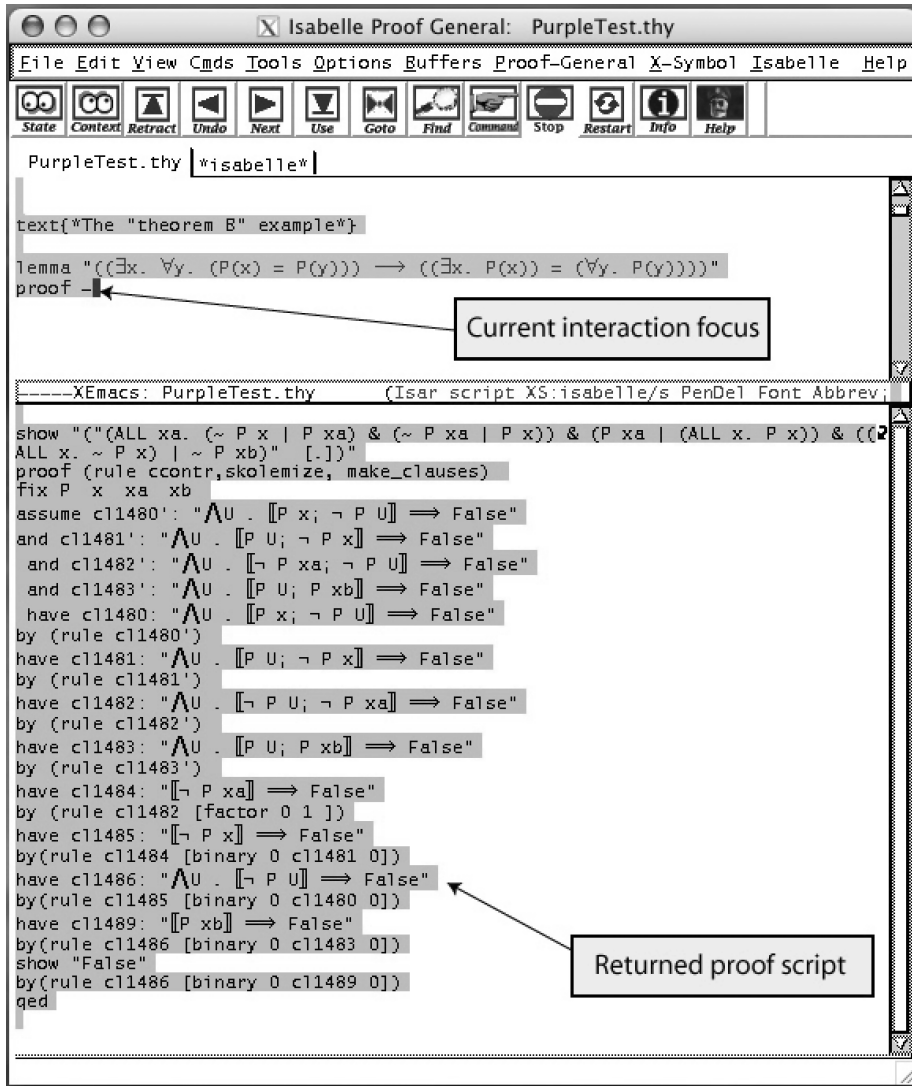 X Isabelle Proof General: PurpleTest.thy
File Edit View Cmds Tools Options Buffers Proof-General X-Symbol Isabelle Help
State Context Retract Undo Next Use Goto Find Command Stop Restart Info Help
PurpleTest.thy *isabelle*
text{*The "theorem B" example*}
lemma "((∃x. ∀y. (P(x) = P(y))) ⟶ ((∃x. P(x)) = (∀y. P(y))))"
proof -
Current interaction focus
-----XEmacs: PurpleTest.thy (Isar script XS:isabelle/s PenDel Font Abbrev;
show "("(ALL xa. (~ P x | P xa) & (~ P xa | P x)) & (P xa | (ALL x. P x)) & ((
ALL x. ~ P x) | ~ P xb)" [.])"
proof (rule ccontr,skolemize, make_clauses)
fix P x xa xb
assume cl1480': "⋀U . ⟦P x; ¬ P U⟧ ⟹ False"
and cl1481': "⋀U . ⟦P U; ¬ P x⟧ ⟹ False"
and cl1482': "⋀U . ⟦¬ P xa; ¬ P U⟧ ⟹ False"
and cl1483': "⋀U . ⟦P U; P xb⟧ ⟹ False"
have cl1480: "⋀U . ⟦P x; ¬ P U⟧ ⟹ False"
by (rule cl1480')
have cl1481: "⋀U . ⟦P U; ¬ P x⟧ ⟹ False"
by (rule cl1481')
have cl1482: "⋀U . ⟦¬ P U; ¬ P xa⟧ ⟹ False"
by (rule cl1482')
have cl1483: "⋀U . ⟦P U; P xb⟧ ⟹ False"
by (rule cl1483')
have cl1484: "⟦¬ P xa⟧ ⟹ False"
by (rule cl1482 [factor 0 1 ])
have cl1485: "⟦¬ P x⟧ ⟹ False"
by(rule cl1484 [binary 0 cl1481 0])
have cl1486: "⋀U . ⟦¬ P U⟧ ⟹ False"
by(rule cl1485 [binary 0 cl1480 0])
have cl1489: "⟦P xb⟧ ⟹ False"
by(rule cl1486 [binary 0 cl1483 0])
show "False"
by(rule cl1486 [binary 0 cl1489 0])
qed
Returned proof script